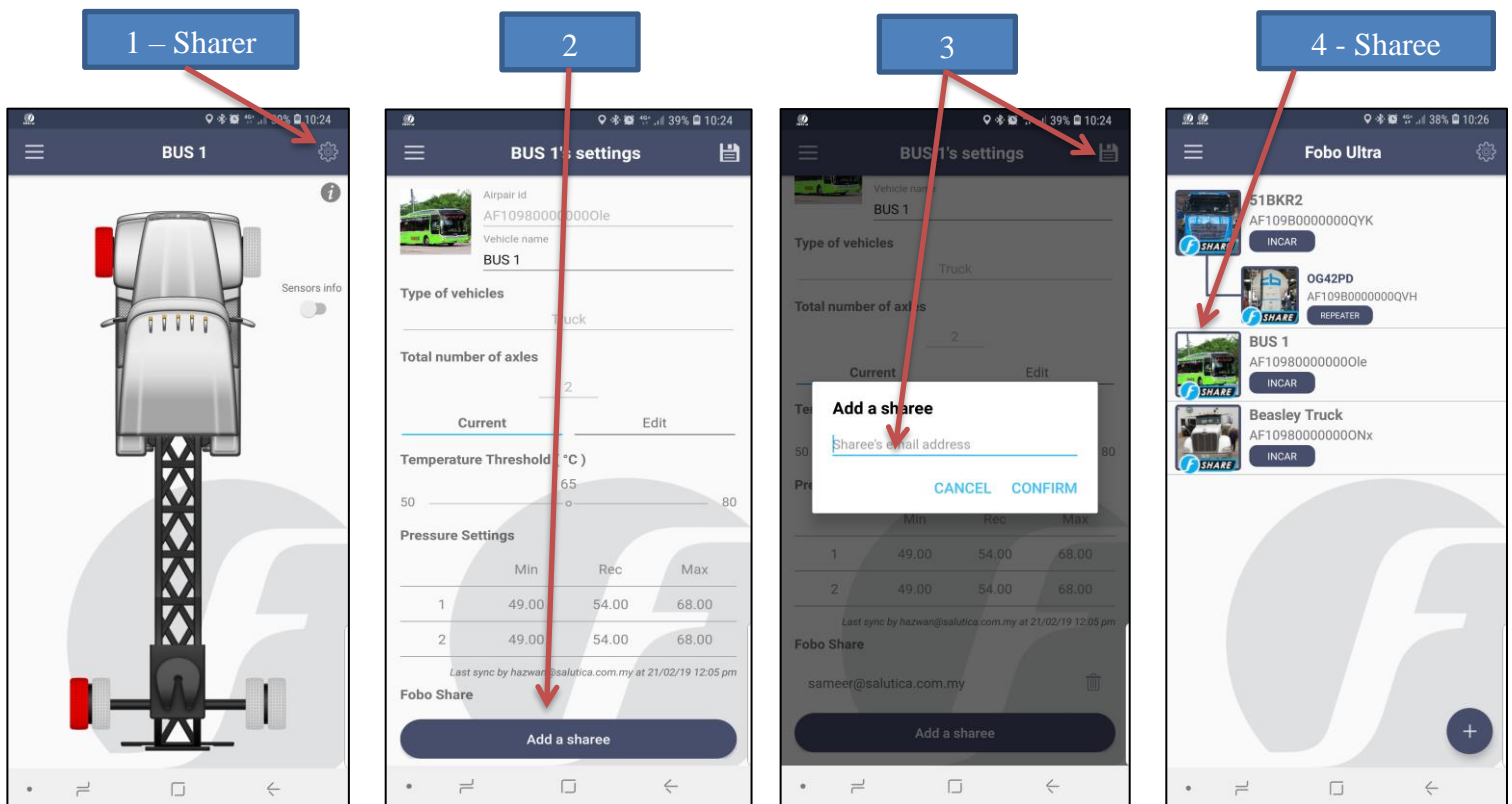 1 – Sharer
2
3
4 - Sharee
39% 10:24
BUS 1
Sensors info
39% 10:24
BUS 1's settings
Airpair Id
AF10980000000Ole
Vehicle name
BUS 1
Type of vehicles
Truck
Total number of axles
2
Current Edit
Temperature Threshold ( °C )
65
50 80
Pressure Settings
Min Rec Max
1 49.00 54.00 68.00
2 49.00 54.00 68.00
Last sync by hazwan@salutica.com.my at 21/02/19 12:05 pm
Fobo Share
Add a sharee
39% 10:24
BUS 1's settings
Vehicle name
BUS 1
Type of vehicles
Truck
Total number of axles
2
Current Edit
50 80
Add a sharee
Sharee's email address
CANCEL CONFIRM
Min Rec Max
1 49.00 54.00 68.00
2 49.00 54.00 68.00
Last sync by hazwan@salutica.com.my at 21/02/19 12:05 pm
Fobo Share
sameer@salutica.com.my
Add a sharee
38% 10:26
Fobo Ultra
51BKR2
AF109B0000000QYK
INCAR
SHARE
OG42PD
AF109B0000000QVH
REPEATER
SHARE
BUS 1
AF10980000000Ole
INCAR
SHARE
Beasley Truck
AF10980000000ONx
INCAR
SHARE